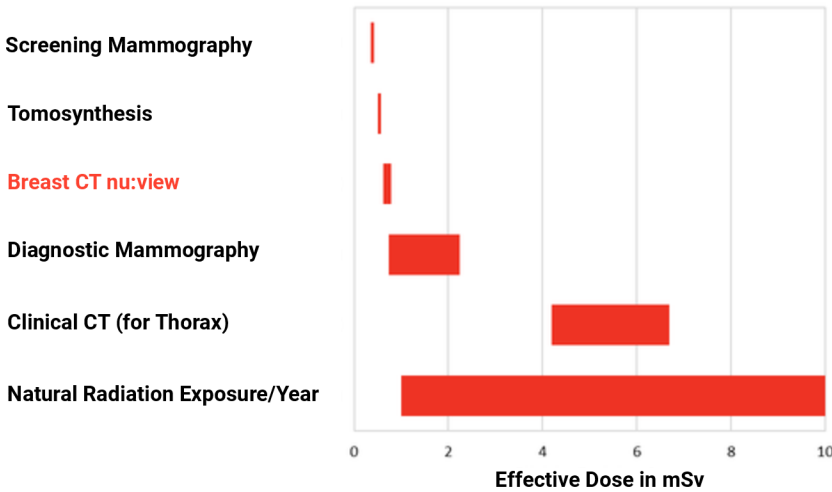 Screening Mammography
Tomosynthesis
Breast CT nu:view
Diagnostic Mammography
Clinical CT (for Thorax)
Natural Radiation Exposure/Year
0 2 4 6 8 10
Effective Dose in mSv